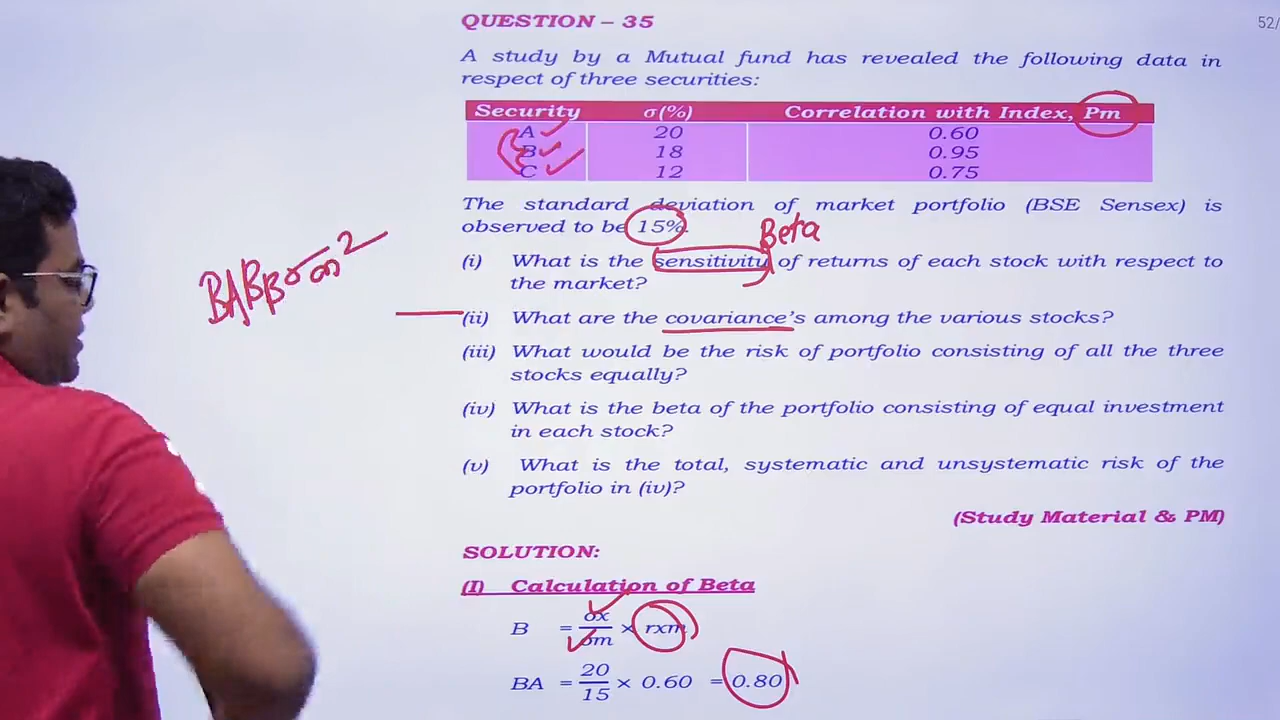 QUESTION – 35
52/
A study by a Mutual fund has revealed the following data in
respect of three securities:
Security σ(%) Correlation with Index, Pm
A 20 0.60
B 18 0.95
C 12 0.75
The standard deviation of market portfolio (BSE Sensex) is
observed to be 15%.
Beta
(i) What is the sensitivity of returns of each stock with respect to
the market?
BA BB σm²
(ii) What are the covariance's among the various stocks?
(iii) What would be the risk of portfolio consisting of all the three
stocks equally?
(iv) What is the beta of the portfolio consisting of equal investment
in each stock?
(v) What is the total, systematic and unsystematic risk of the
portfolio in (iv)?
(Study Material & PM)
SOLUTION:
(I) Calculation of Beta
B = σx / σm × rxm
BA = 20 / 15 × 0.60 = 0.80